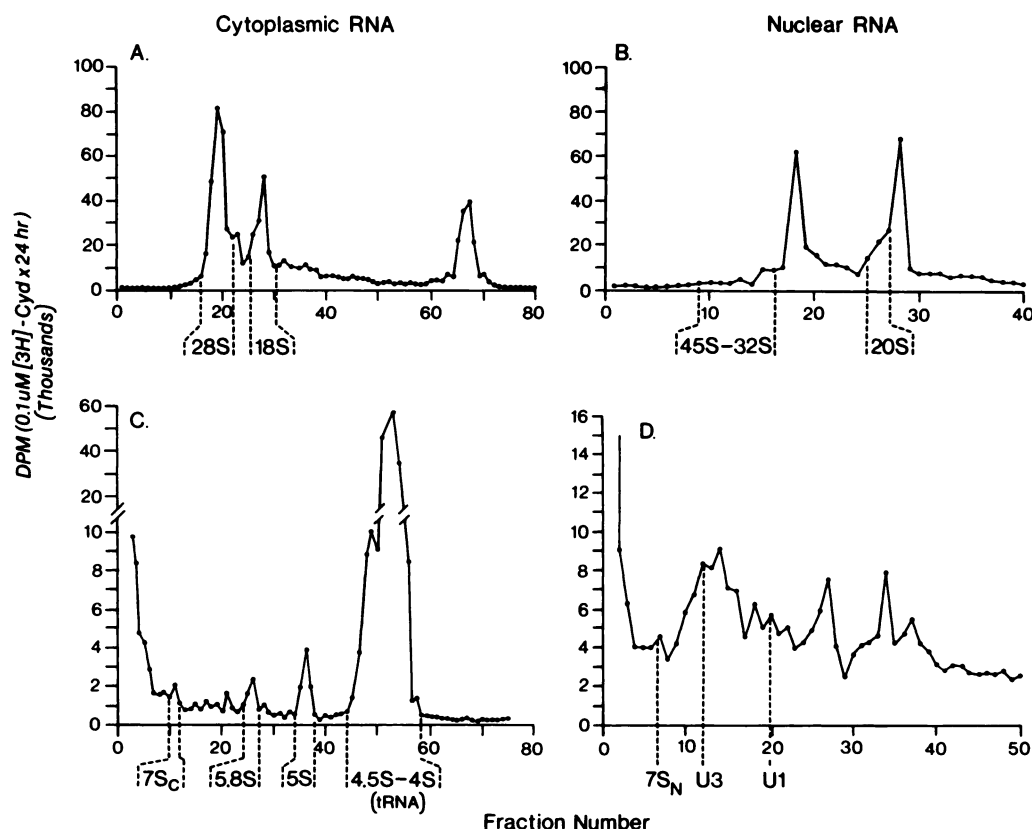 Cytoplasmic RNA
Nuclear RNA
A.
100
80
60
40
20
0
0 20 40 60 80
28S 18S
B.
100
80
60
40
20
0
0 10 20 30 40
45S-32S 20S
DPM (0.1uM [3H]-Cyd x 24 hr)
(Thousands)
C.
60
40
20
10
8
6
4
2
0
0 20 40 60 80
7SC 5.8S 5S 4.5S-4S
(tRNA)
D.
16
14
12
10
8
6
4
2
0
0 10 20 30 40 50
7SN U3 U1
Fraction Number